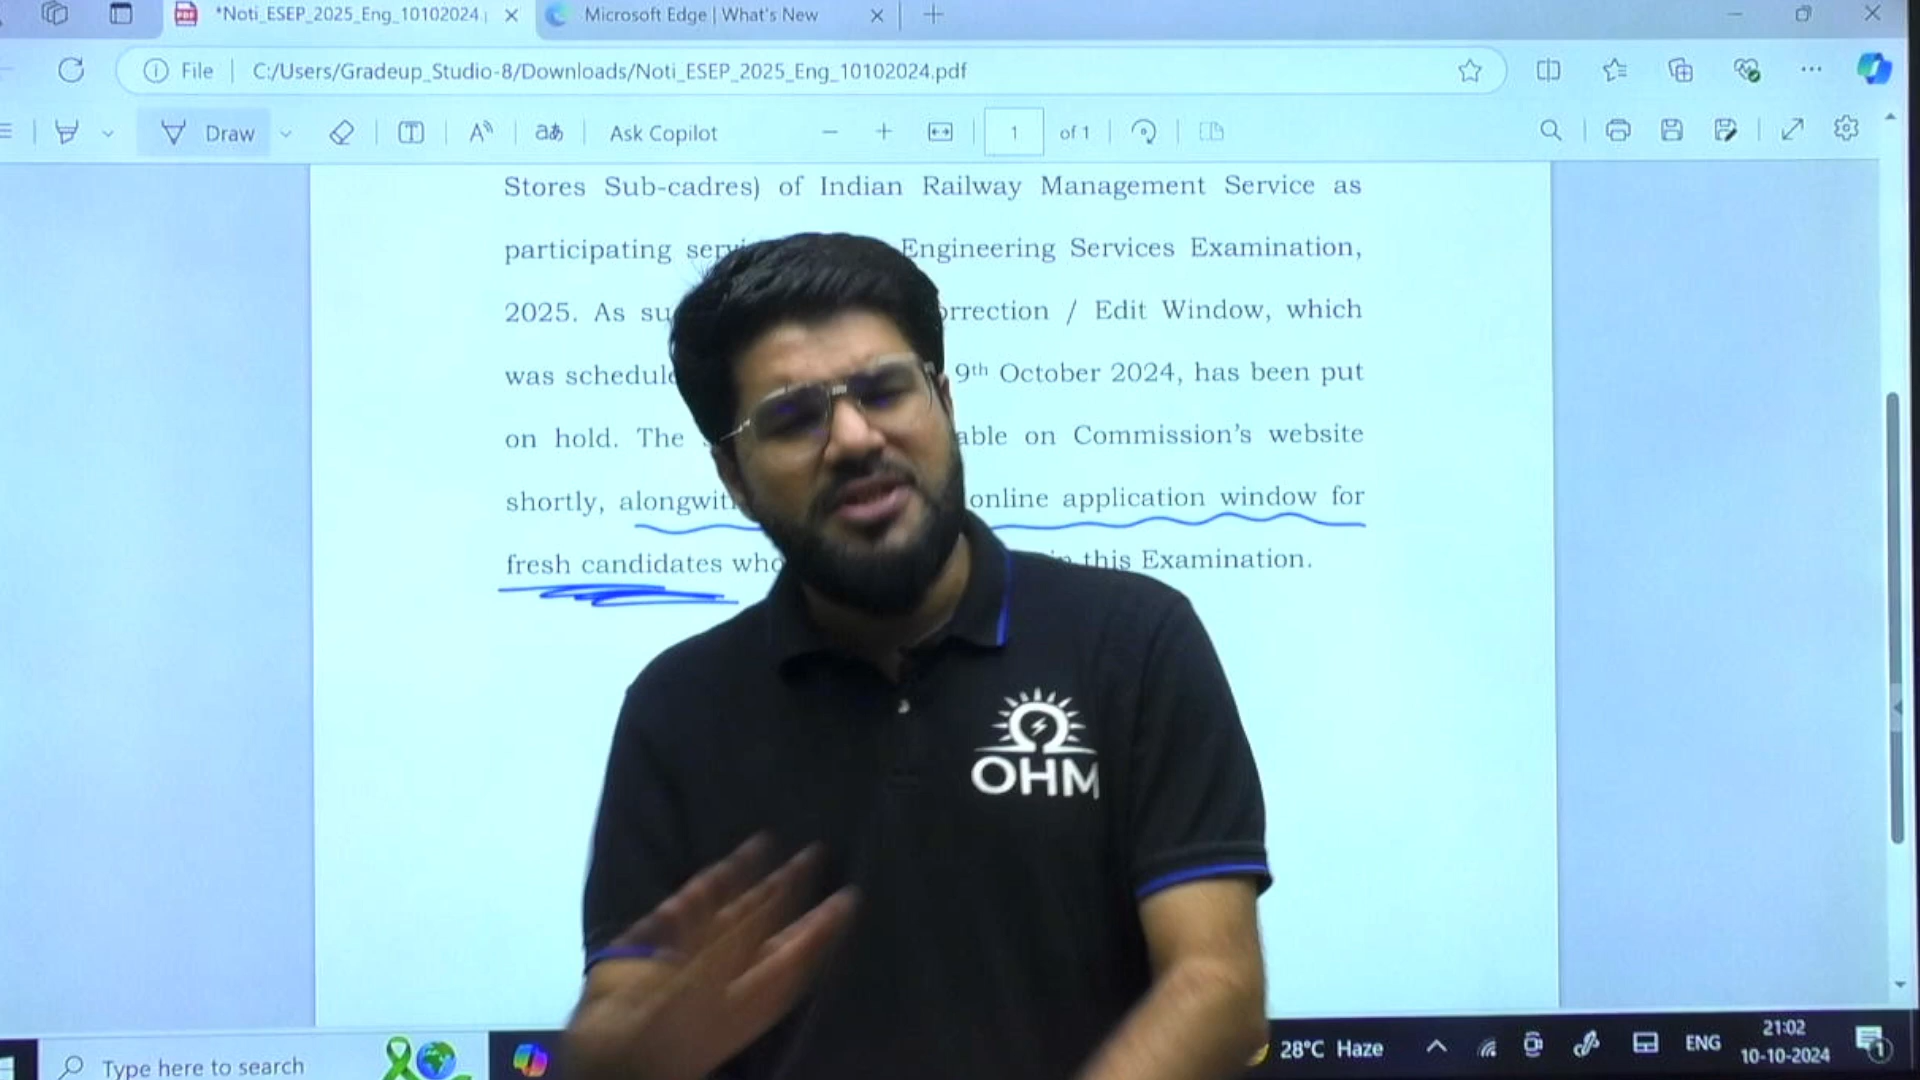 *Noti_ESEP_2025_Eng_10102024
Microsoft Edge | What's New
File
C:/Users/Gradeup_Studio-8/Downloads/Noti_ESEP_2025_Eng_10102024.pdf
Draw
aあ
Ask Copilot
1
of 1
Stores Sub-cadres) of Indian Railway Management Service as
participating Engineering Services Examination,
2025. As / Edit Window, which
was 9th October 2024, has been put
on hold. The on Commission's website
shortly, online application window for
fresh candidates this Examination.
OHM
Type here to search
28°C Haze
ENG
21:02
10-10-2024
1